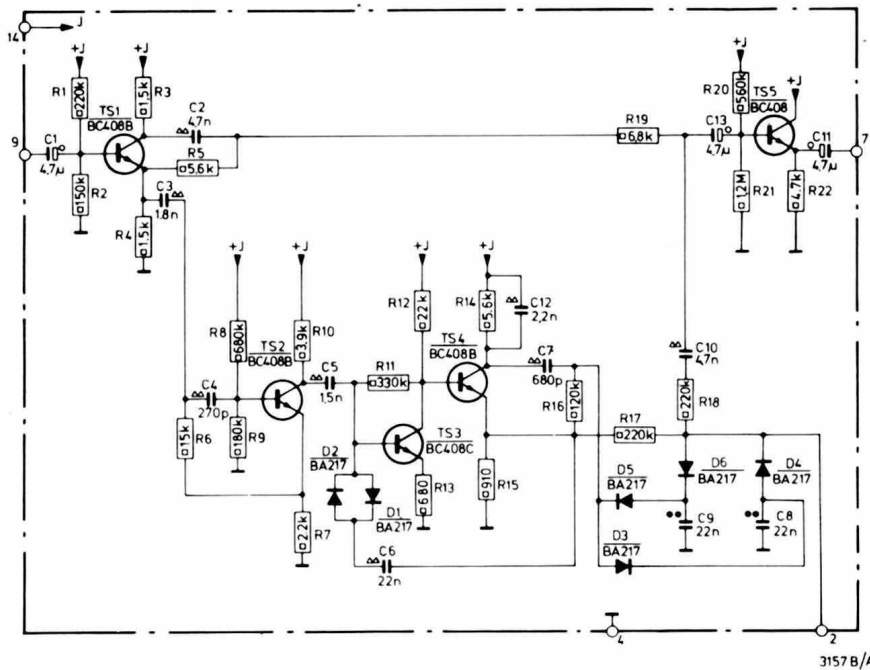 14 J
+J +J
R1 220k R3 1.5k
TS1
BC408B
C2
4,7n
9 C1
4.7µ
R5
5.6k
R2 150k
C3
1.8n
R4 1.5k
R19
6,8k
+J
R20 560k
+J
TS5
BC408
C13
4.7µ
C11
4.7µ
7
R21 1,2M
R22 4.7k
+J +J +J +J
R8 680k
R10 3.9k
TS2
BC408B
R12 22k
R14 5.6k
C12
2,2n
TS4
BC408B
C4
270p
C5
1,5n
R11
330k
C7
680p
C10
4,7n
R6 15k
R9 180k
TS3
BC408C
R16 120k
R18 220k
R17
220k
D2
BA217
D1
BA217
R13 680
R15 910
D5
BA217
D6
BA217
D4
BA217
R7 2.2k
C6
22n
D3
BA217
C9
22n
C8
22n
4 2
3157B/A